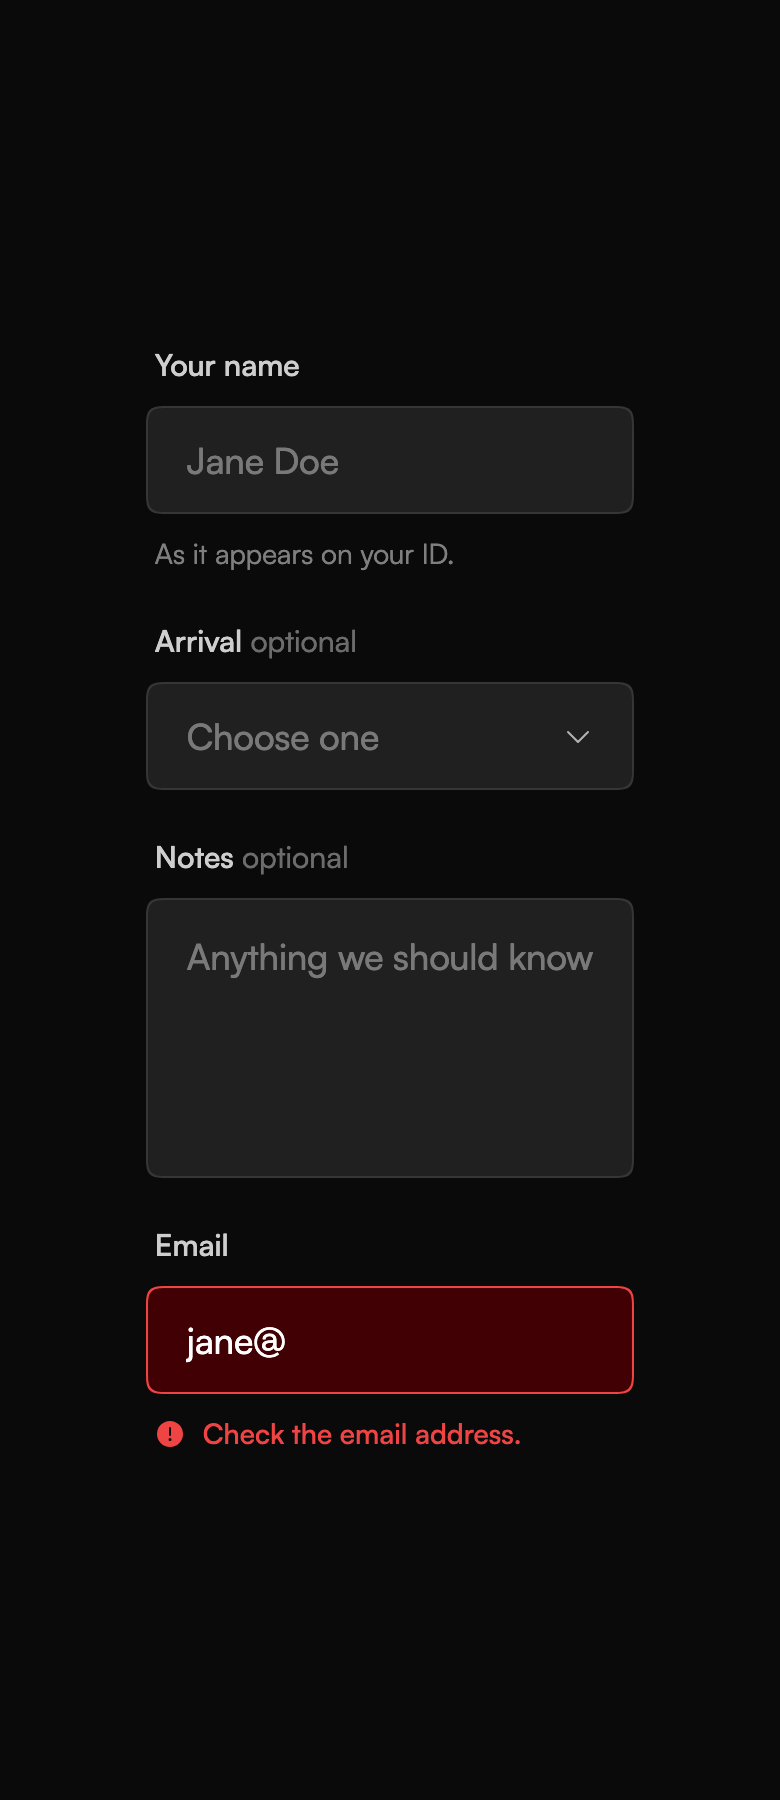 Your name
Jane Doe
As it appears on your ID.
Arrival optional
Choose one
Notes optional
Anything we should know
Email
jane@
Check the email address.